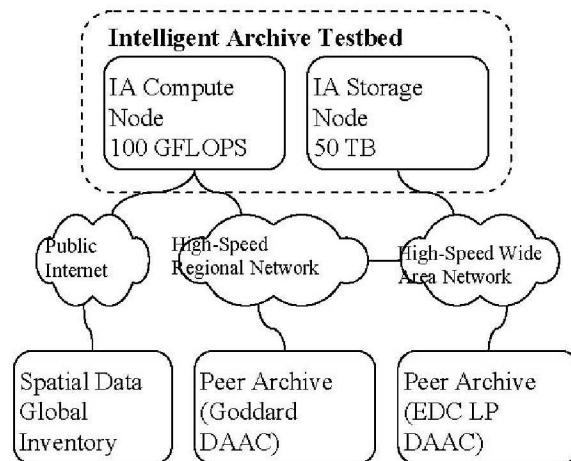 Intelligent Archive Testbed
IA Compute
Node
100 GFLOPS
IA Storage
Node
50 TB
Public
Internet
High-Speed
Regional Network
High-Speed Wide
Area Network
Spatial Data
Global
Inventory
Peer Archive
(Goddard
DAAC)
Peer Archive
(EDC LP
DAAC)